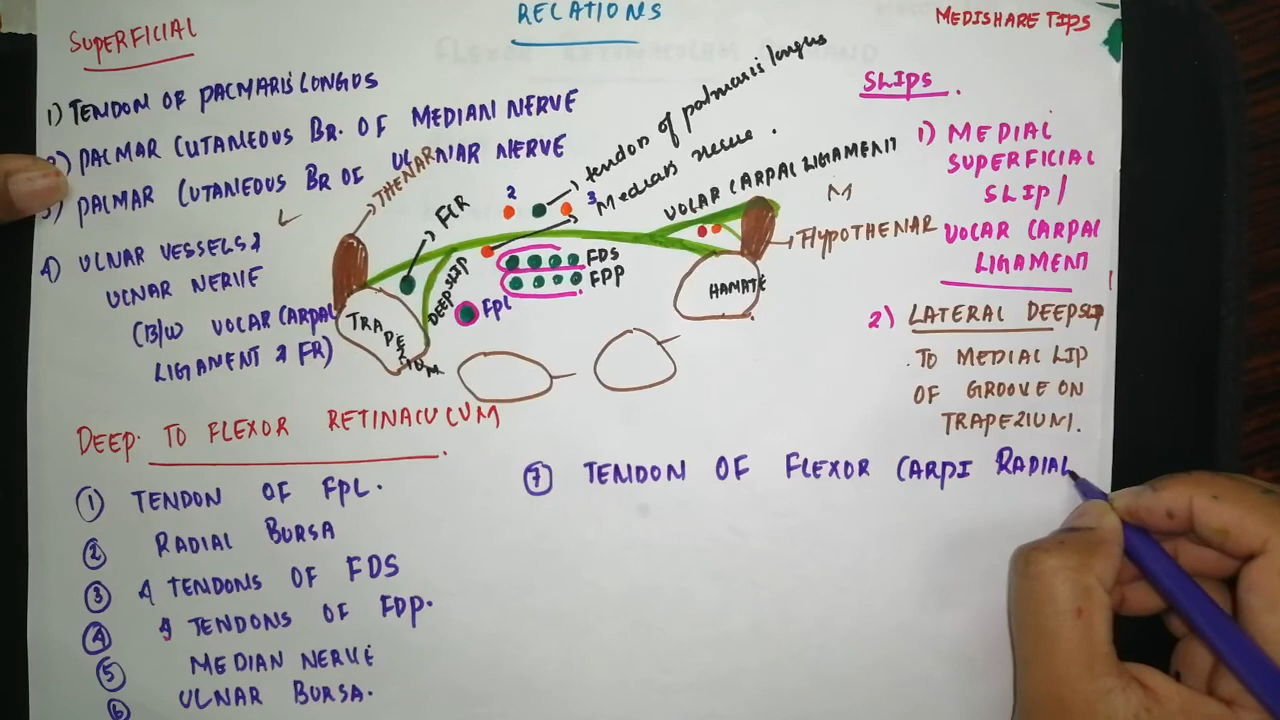 RELATIONS
MEDISHARE TIPS
SUPERFICIAL
1) TENDON OF PALMARIS LONGUS
2) PALMAR CUTANEOUS BR. OF MEDIAN NERVE
3) PALMAR CUTANEOUS BR OF ULNAR NERVE
4) ULNAR VESSELS &
ULNAR NERVE
(B/W VOLAR CARPAL
LIGAMENT & FR)
THENAR
FCR
2
tendon of palmaris longus
3
Median nerve.
VOLAR CARPAL LIGAMENT
M
L
HYPOTHENAR
DEEP SLIP
FDS
FPP
FPL
HAMATE
TRAPEZIUM
SLIPS.
1) MEDIAL
SUPERFICIAL
SLIP/
VOLAR CARPAL
LIGAMENT
2) LATERAL DEEP SLIP
TO MEDIAL LIP
OF GROOVE ON
TRAPEZIUM.
DEEP. TO FLEXOR RETINACULUM
1 TENDON OF FPL.
2 RADIAL BURSA
3 4 TENDONS OF FDS
4 4 TENDONS OF FDP.
5 MEDIAN NERVE
6 ULNAR BURSA.
7 TENDON OF FLEXOR CARPI RADIAL